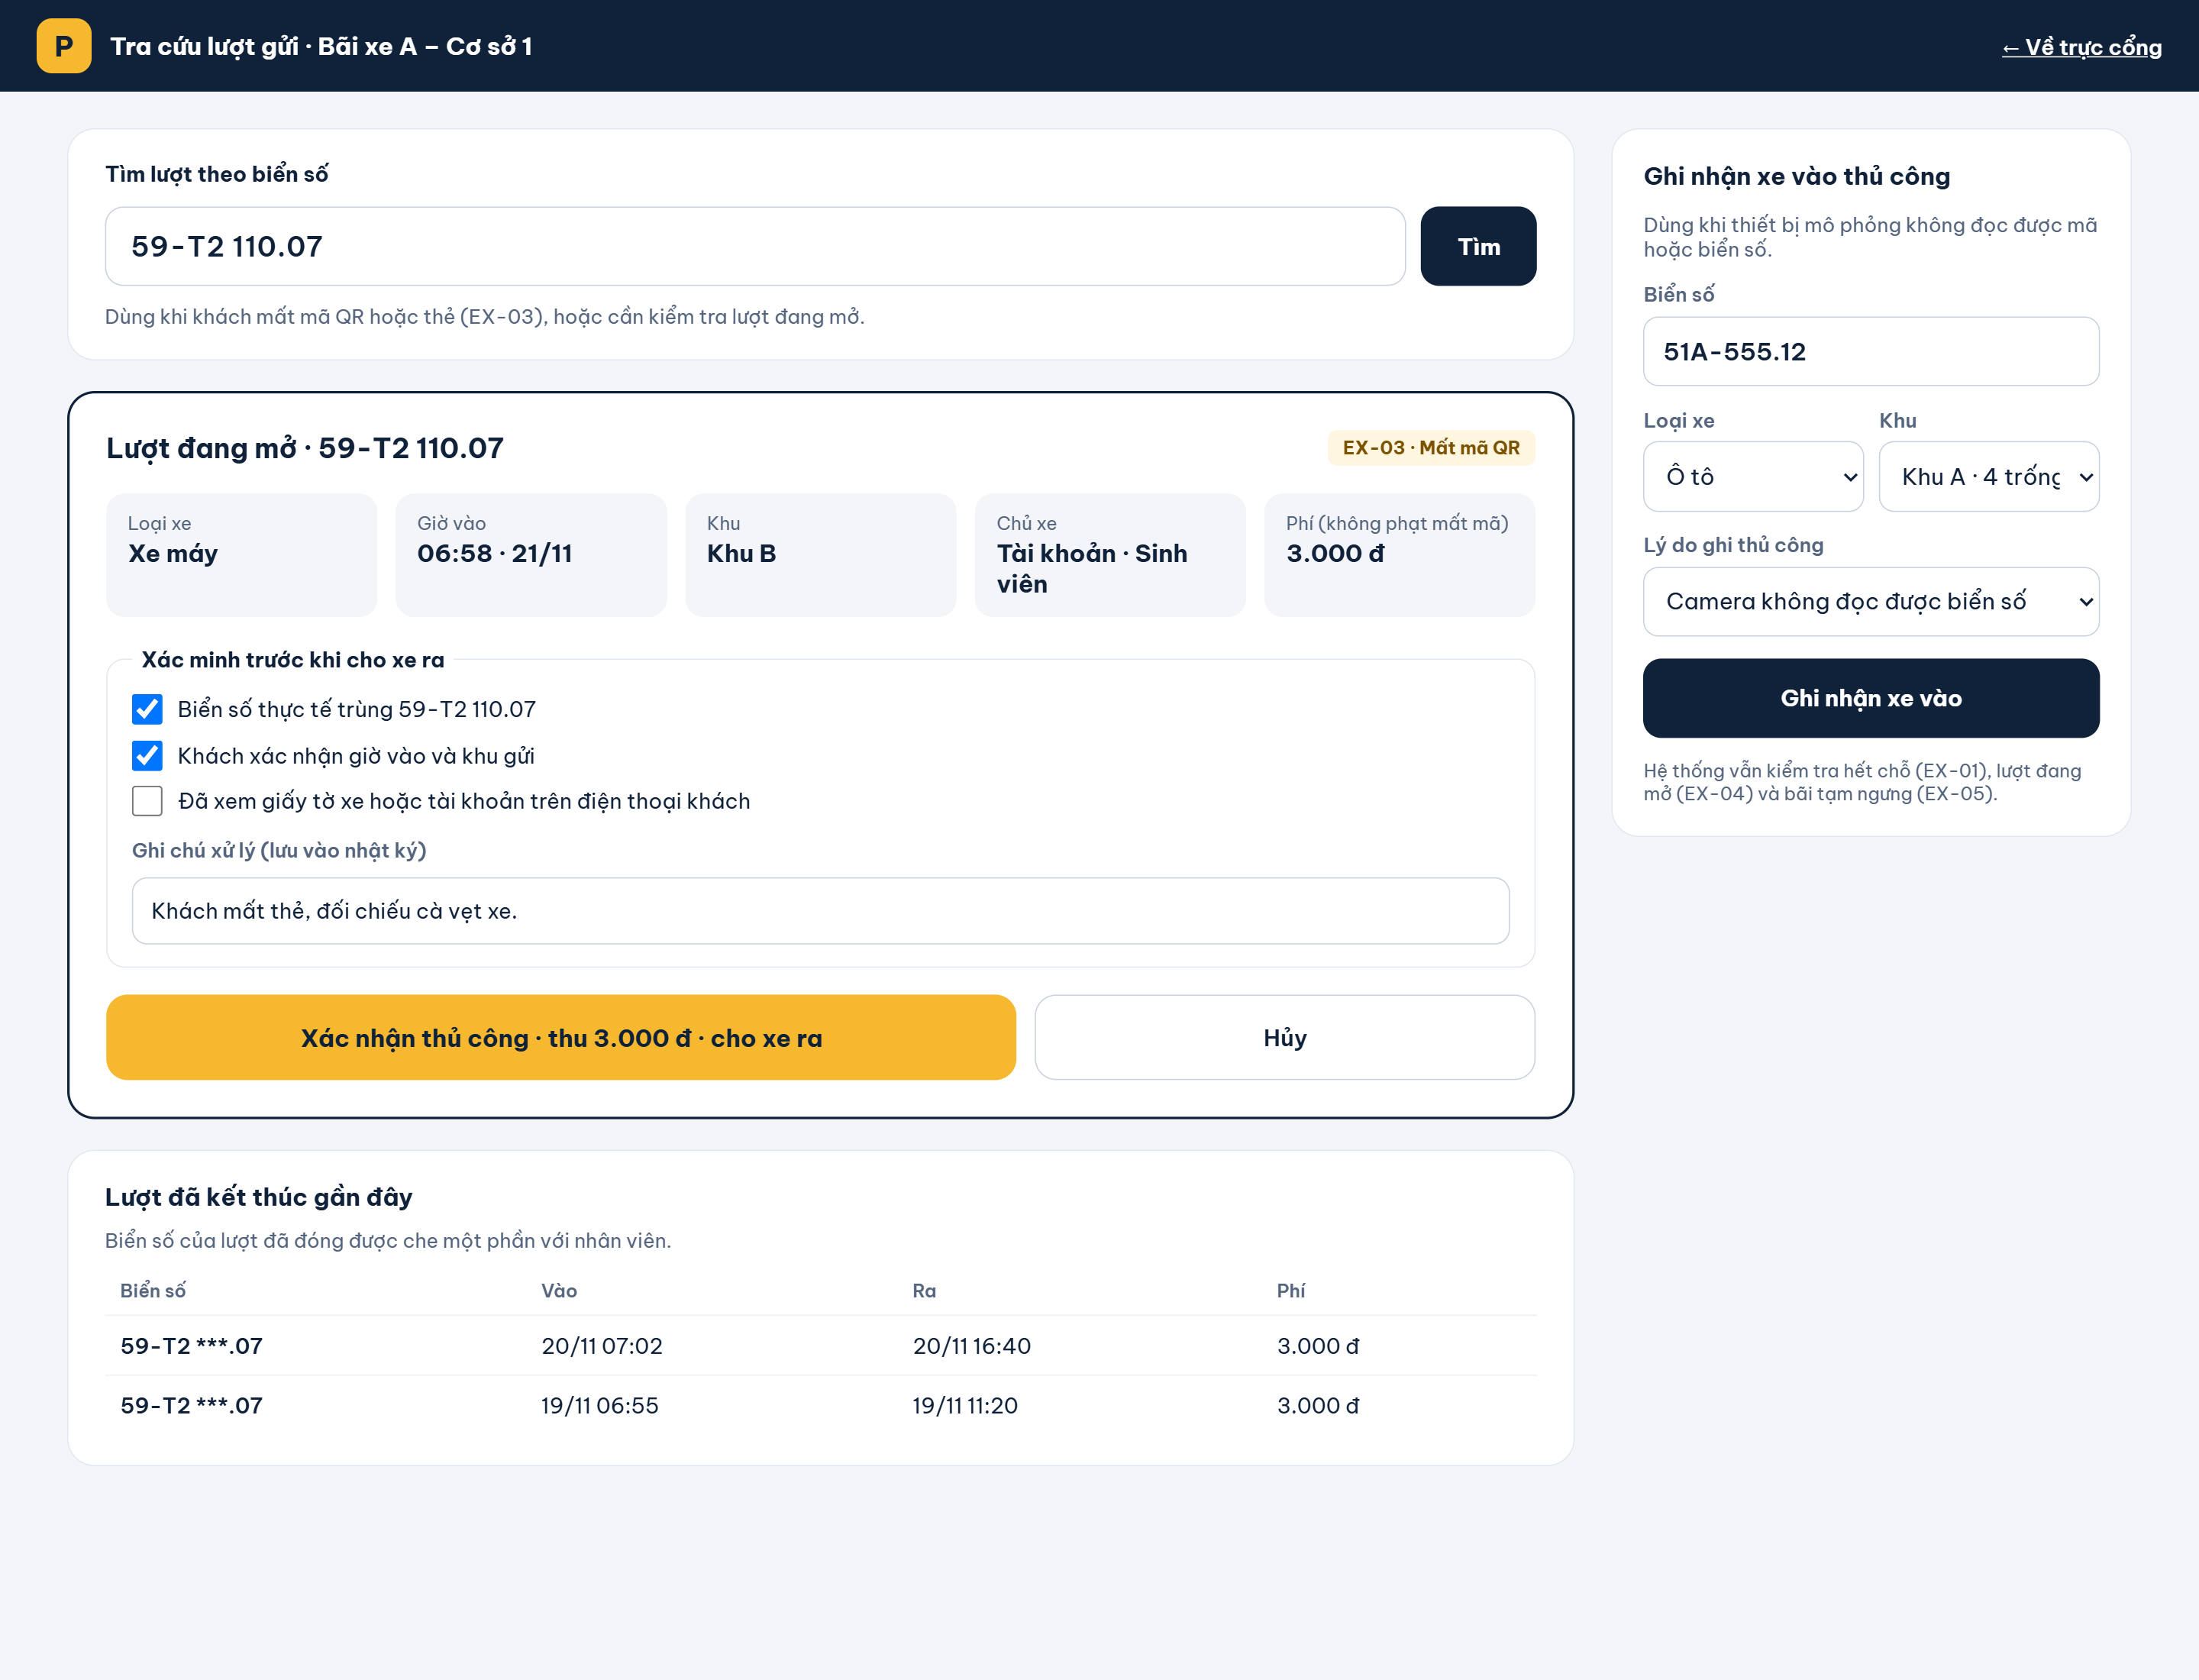 P
Tra cứu lượt gửi · Bãi xe A – Cơ sở 1
← Về trực cổng
Tìm lượt theo biển số
59-T2 110.07
Tìm
Dùng khi khách mất mã QR hoặc thẻ (EX-03), hoặc cần kiểm tra lượt đang mở.
Lượt đang mở · 59-T2 110.07
EX-03 · Mất mã QR
Loại xe
Xe máy
Giờ vào
06:58 · 21/11
Khu
Khu B
Chủ xe
Tài khoản · Sinh
viên
Phí (không phạt mất mã)
3.000 đ
Xác minh trước khi cho xe ra
Biển số thực tế trùng 59-T2 110.07
Khách xác nhận giờ vào và khu gửi
Đã xem giấy tờ xe hoặc tài khoản trên điện thoại khách
Ghi chú xử lý (lưu vào nhật ký)
Khách mất thẻ, đối chiếu cà vẹt xe.
Xác nhận thủ công · thu 3.000 đ · cho xe ra
Hủy
Lượt đã kết thúc gần đây
Biển số của lượt đã đóng được che một phần với nhân viên.
Biển số Vào Ra Phí
59-T2 ***.07 20/11 07:02 20/11 16:40 3.000 đ
59-T2 ***.07 19/11 06:55 19/11 11:20 3.000 đ
Ghi nhận xe vào thủ công
Dùng khi thiết bị mô phỏng không đọc được mã
hoặc biển số.
Biển số
51A-555.12
Loại xe
Ô tô
Khu
Khu A · 4 trống
Lý do ghi thủ công
Camera không đọc được biển số
Ghi nhận xe vào
Hệ thống vẫn kiểm tra hết chỗ (EX-01), lượt đang
mở (EX-04) và bãi tạm ngưng (EX-05).